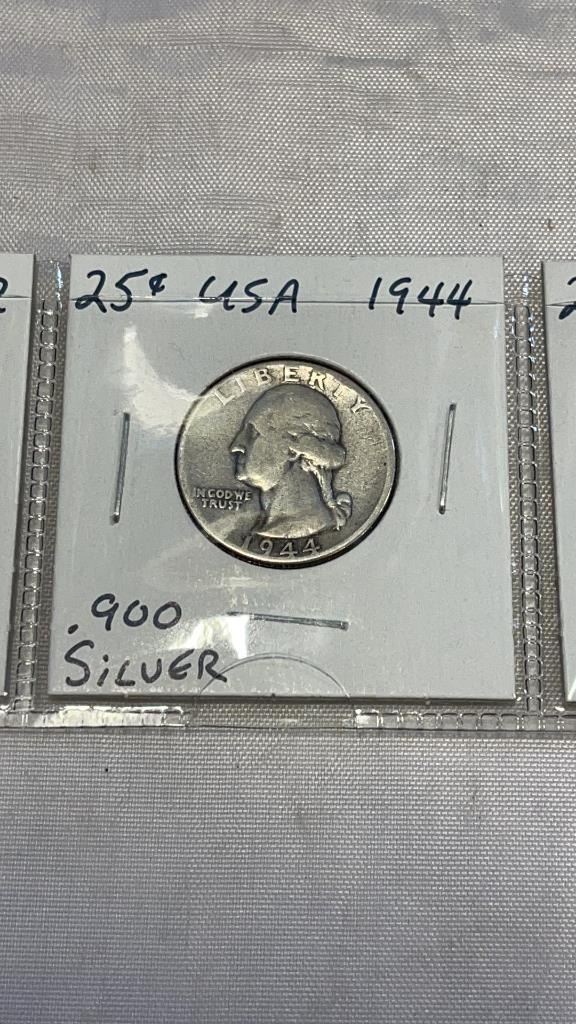 25¢ USA 1944
LIBERTY
IN GOD WE
TRUST
1944
.900
SILVER